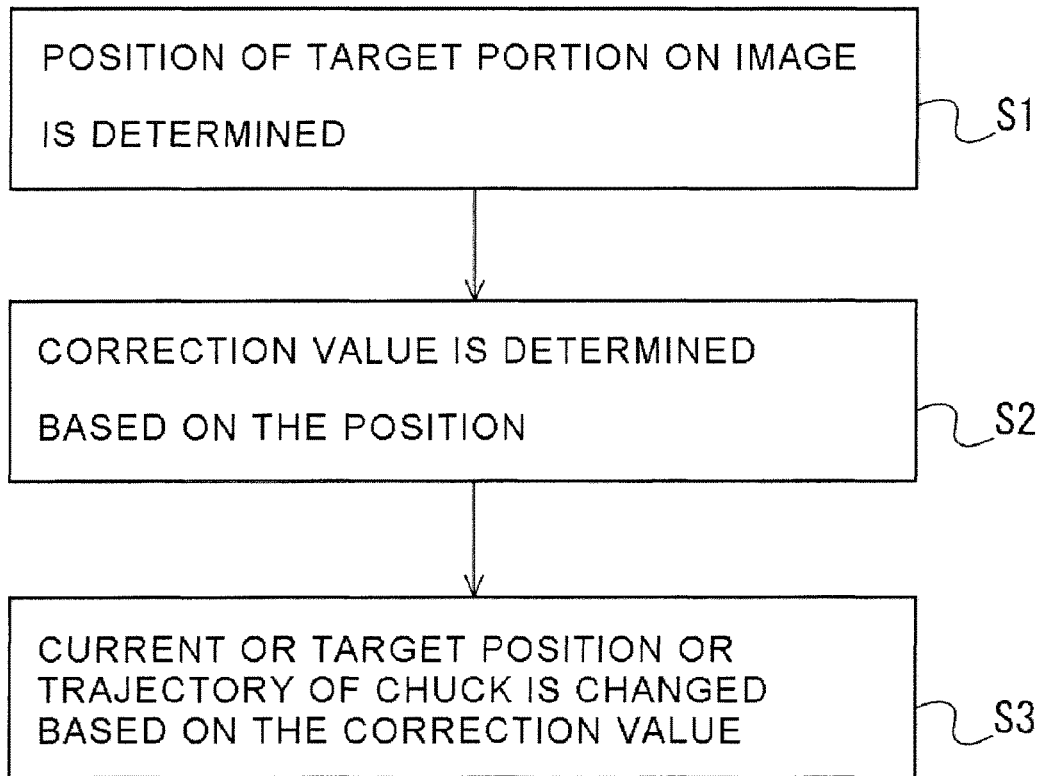 POSITION OF TARGET PORTION ON IMAGE
IS DETERMINED
S1
CORRECTION VALUE IS DETERMINED
BASED ON THE POSITION
S2
CURRENT OR TARGET POSITION OR
TRAJECTORY OF CHUCK IS CHANGED
BASED ON THE CORRECTION VALUE
S3